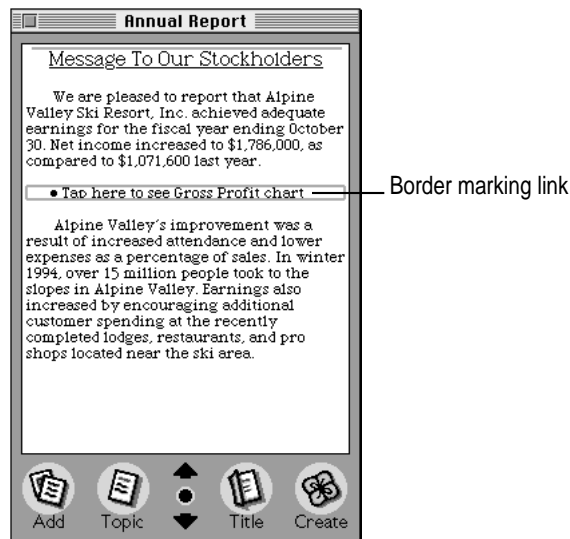 Annual Report
Message To Our Stockholders
We are pleased to report that Alpine
Valley Ski Resort, Inc. achieved adequate
earnings for the fiscal year ending October
30. Net income increased to $1,786,000, as
compared to $1,071,600 last year.
• Tap here to see Gross Profit chart
Border marking link
Alpine Valley's improvement was a
result of increased attendance and lower
expenses as a percentage of sales. In winter
1994, over 15 million people took to the
slopes in Alpine Valley. Earnings also
increased by encouraging additional
customer spending at the recently
completed lodges, restaurants, and pro
shops located near the ski area.
Add Topic Title Create